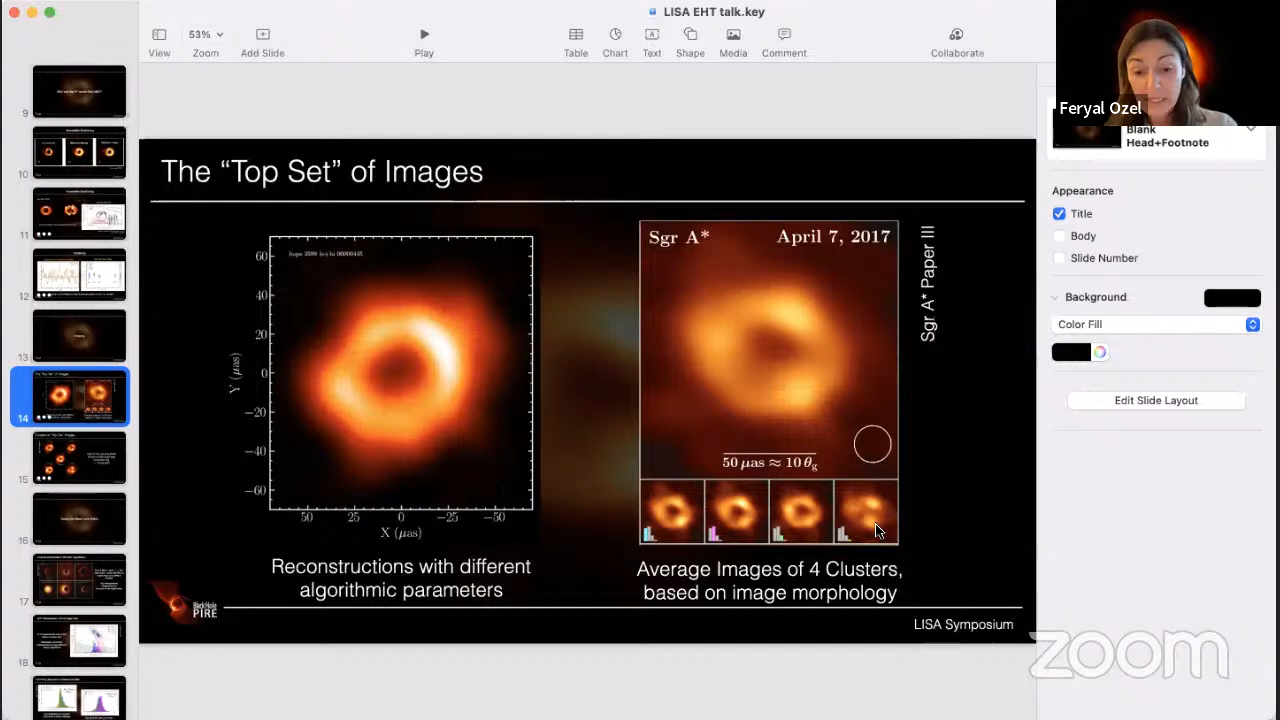 LISA EHT talk.key
53%
View
Zoom
Add Slide
Play
Table
Chart
Text
Shape
Media
Comment
Collaborate
Feryal Ozel
Blank
Head+Footnote
Appearance
Title
Body
Slide Number
Background
Color Fill
Edit Slide Layout
9
10
11
12
13
14
15
16
17
18
The “Top Set” of Images
60
40
20
0
−20
−40
−60
Y (μas)
50
25
0
−25
−50
X (μas)
Reconstructions with different
algorithmic parameters
Sgr A*
April 7, 2017
50 μas ≈ 10 θg
Sgr A* Paper III
Average Images of Clusters,
based on image morphology
Black Hole
PIRE
LISA Symposium
zoom